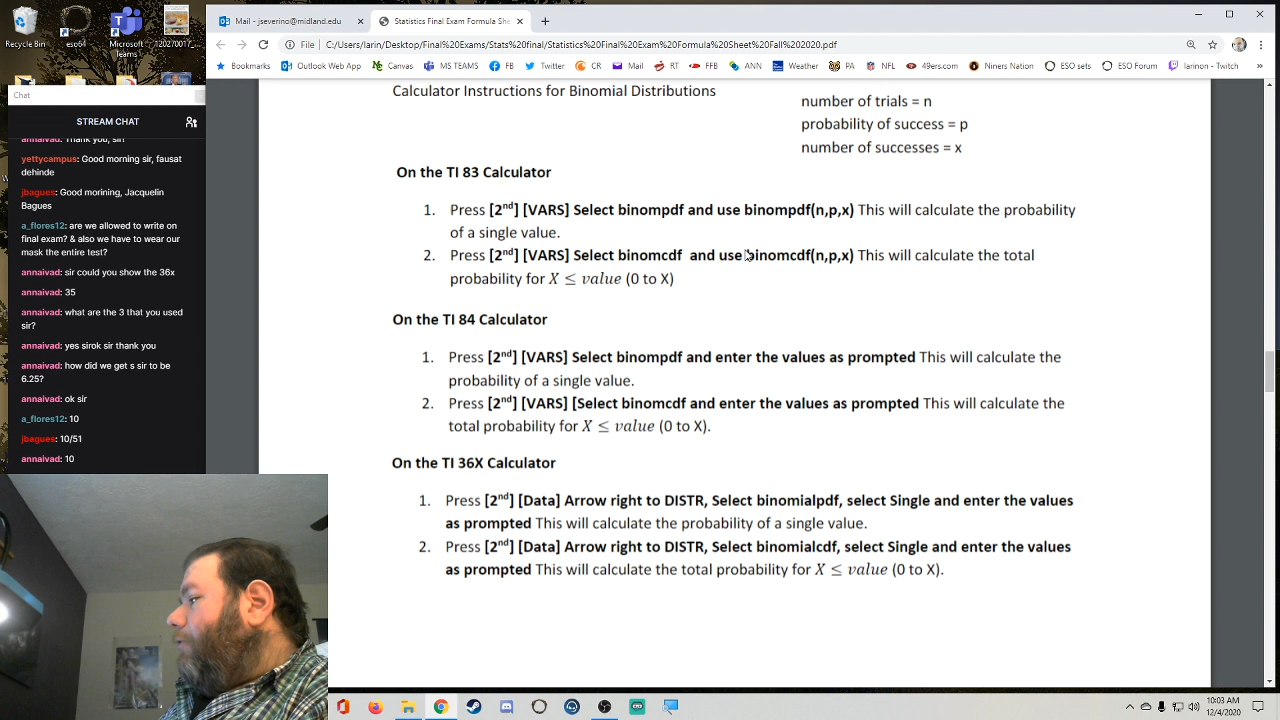 Recycle Bin
eso64
Microsoft Teams
12027001...
Mail - jseverino@midland.edu
Statistics Final Exam Formula She
File
C:/Users/larin/Desktop/Final%20Exams/Statistics%20final/Statistics%20Final%20Exam%20Formula%20Sheet%20Fall%202020.pdf
Bookmarks
Outlook Web App
Canvas
MS TEAMS
FB
Twitter
CR
Mail
RT
FFB
ANN
Weather
PA
NFL
49ers.com
Niners Nation
ESO sets
ESO Forum
larinon - Twitch
Chat
STREAM CHAT
annaivad: Thank you, sir!
yettycampus: Good morning sir, fausat
dehinde
jbagues: Good morining, Jacquelin
Bagues
a_flores12: are we allowed to write on
final exam? & also we have to wear our
mask the entire test?
annaivad: sir could you show the 36x
annaivad: 35
annaivad: what are the 3 that you used
sir?
annaivad: yes sirok sir thank you
annaivad: how did we get s sir to be
6.25?
annaivad: ok sir
a_flores12: 10
jbagues: 10/51
annaivad: 10
Calculator Instructions for Binomial Distributions
number of trials = n
probability of success = p
number of successes = x
On the TI 83 Calculator
1. Press [2nd] [VARS] Select binompdf and use binompdf(n,p,x) This will calculate the probability
of a single value.
2. Press [2nd] [VARS] Select binomcdf and use binomcdf(n,p,x) This will calculate the total
probability for X ≤ value (0 to X)
On the TI 84 Calculator
1. Press [2nd] [VARS] Select binompdf and enter the values as prompted This will calculate the
probability of a single value.
2. Press [2nd] [VARS] [Select binomcdf and enter the values as prompted This will calculate the
total probability for X ≤ value (0 to X).
On the TI 36X Calculator
1. Press [2nd] [Data] Arrow right to DISTR, Select binomialpdf, select Single and enter the values
as prompted This will calculate the probability of a single value.
2. Press [2nd] [Data] Arrow right to DISTR, Select binomialcdf, select Single and enter the values
as prompted This will calculate the total probability for X ≤ value (0 to X).
10:03 AM
12/4/2020